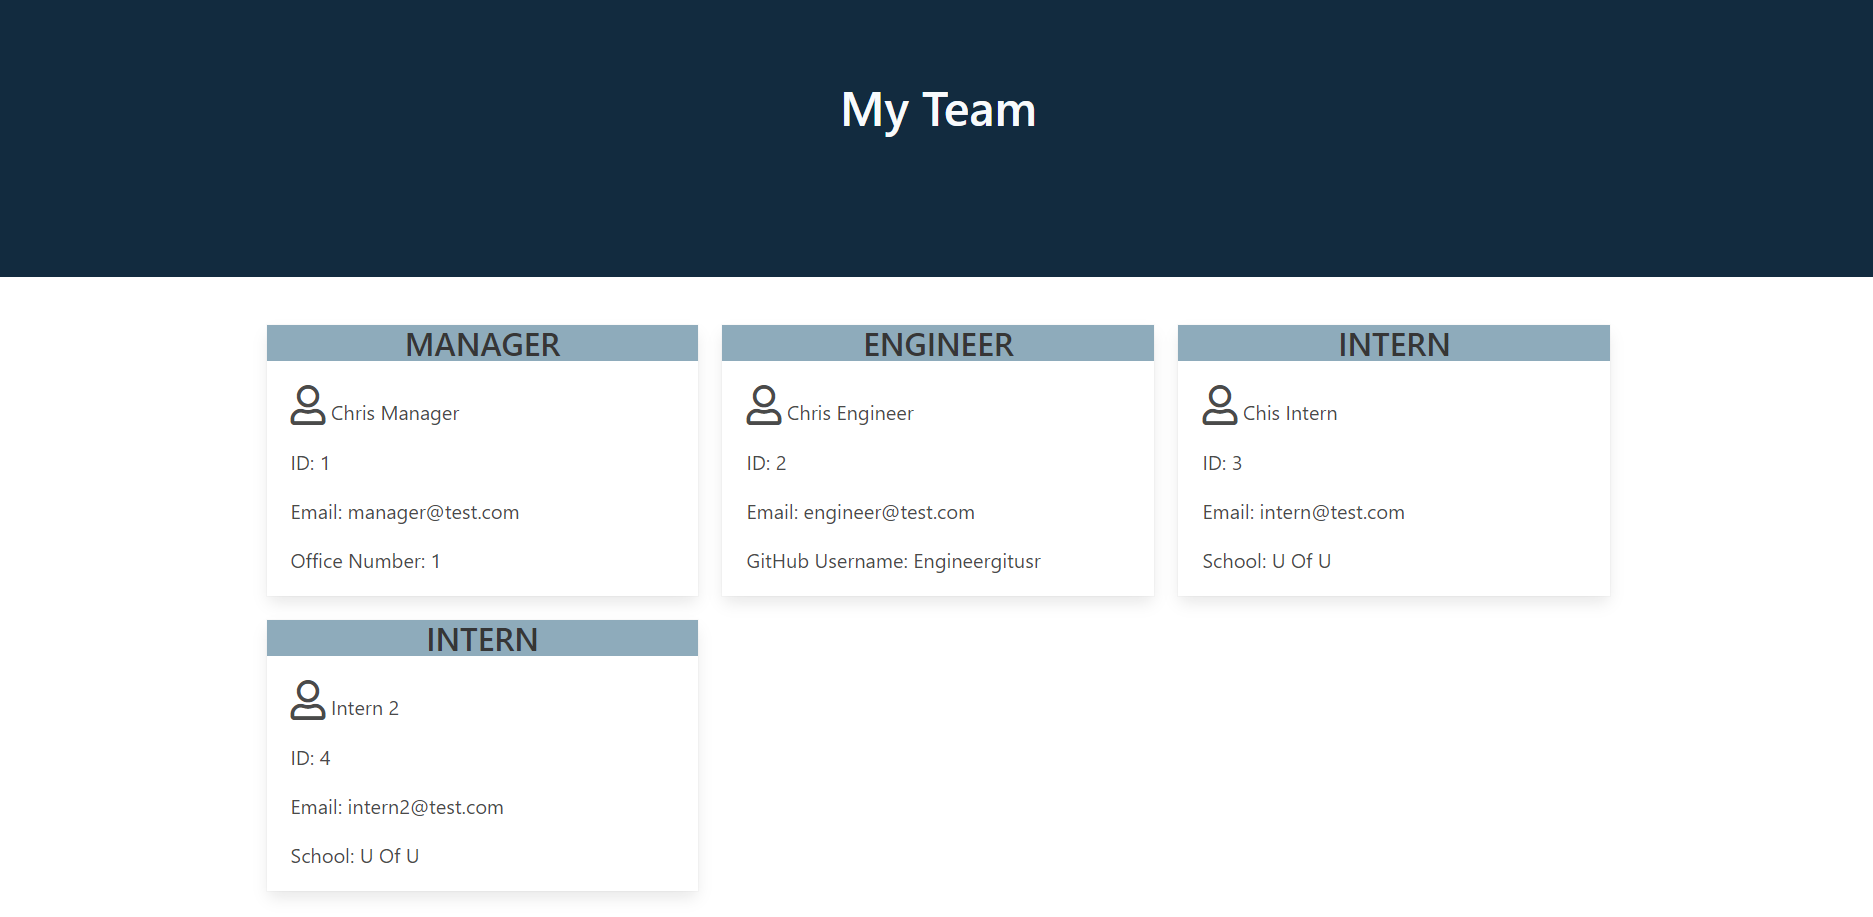 My Team
MANAGER
Chris Manager
ID: 1
Email: manager@test.com
Office Number: 1
ENGINEER
Chris Engineer
ID: 2
Email: engineer@test.com
GitHub Username: Engineergitusr
INTERN
Chis Intern
ID: 3
Email: intern@test.com
School: U Of U
INTERN
Intern 2
ID: 4
Email: intern2@test.com
School: U Of U